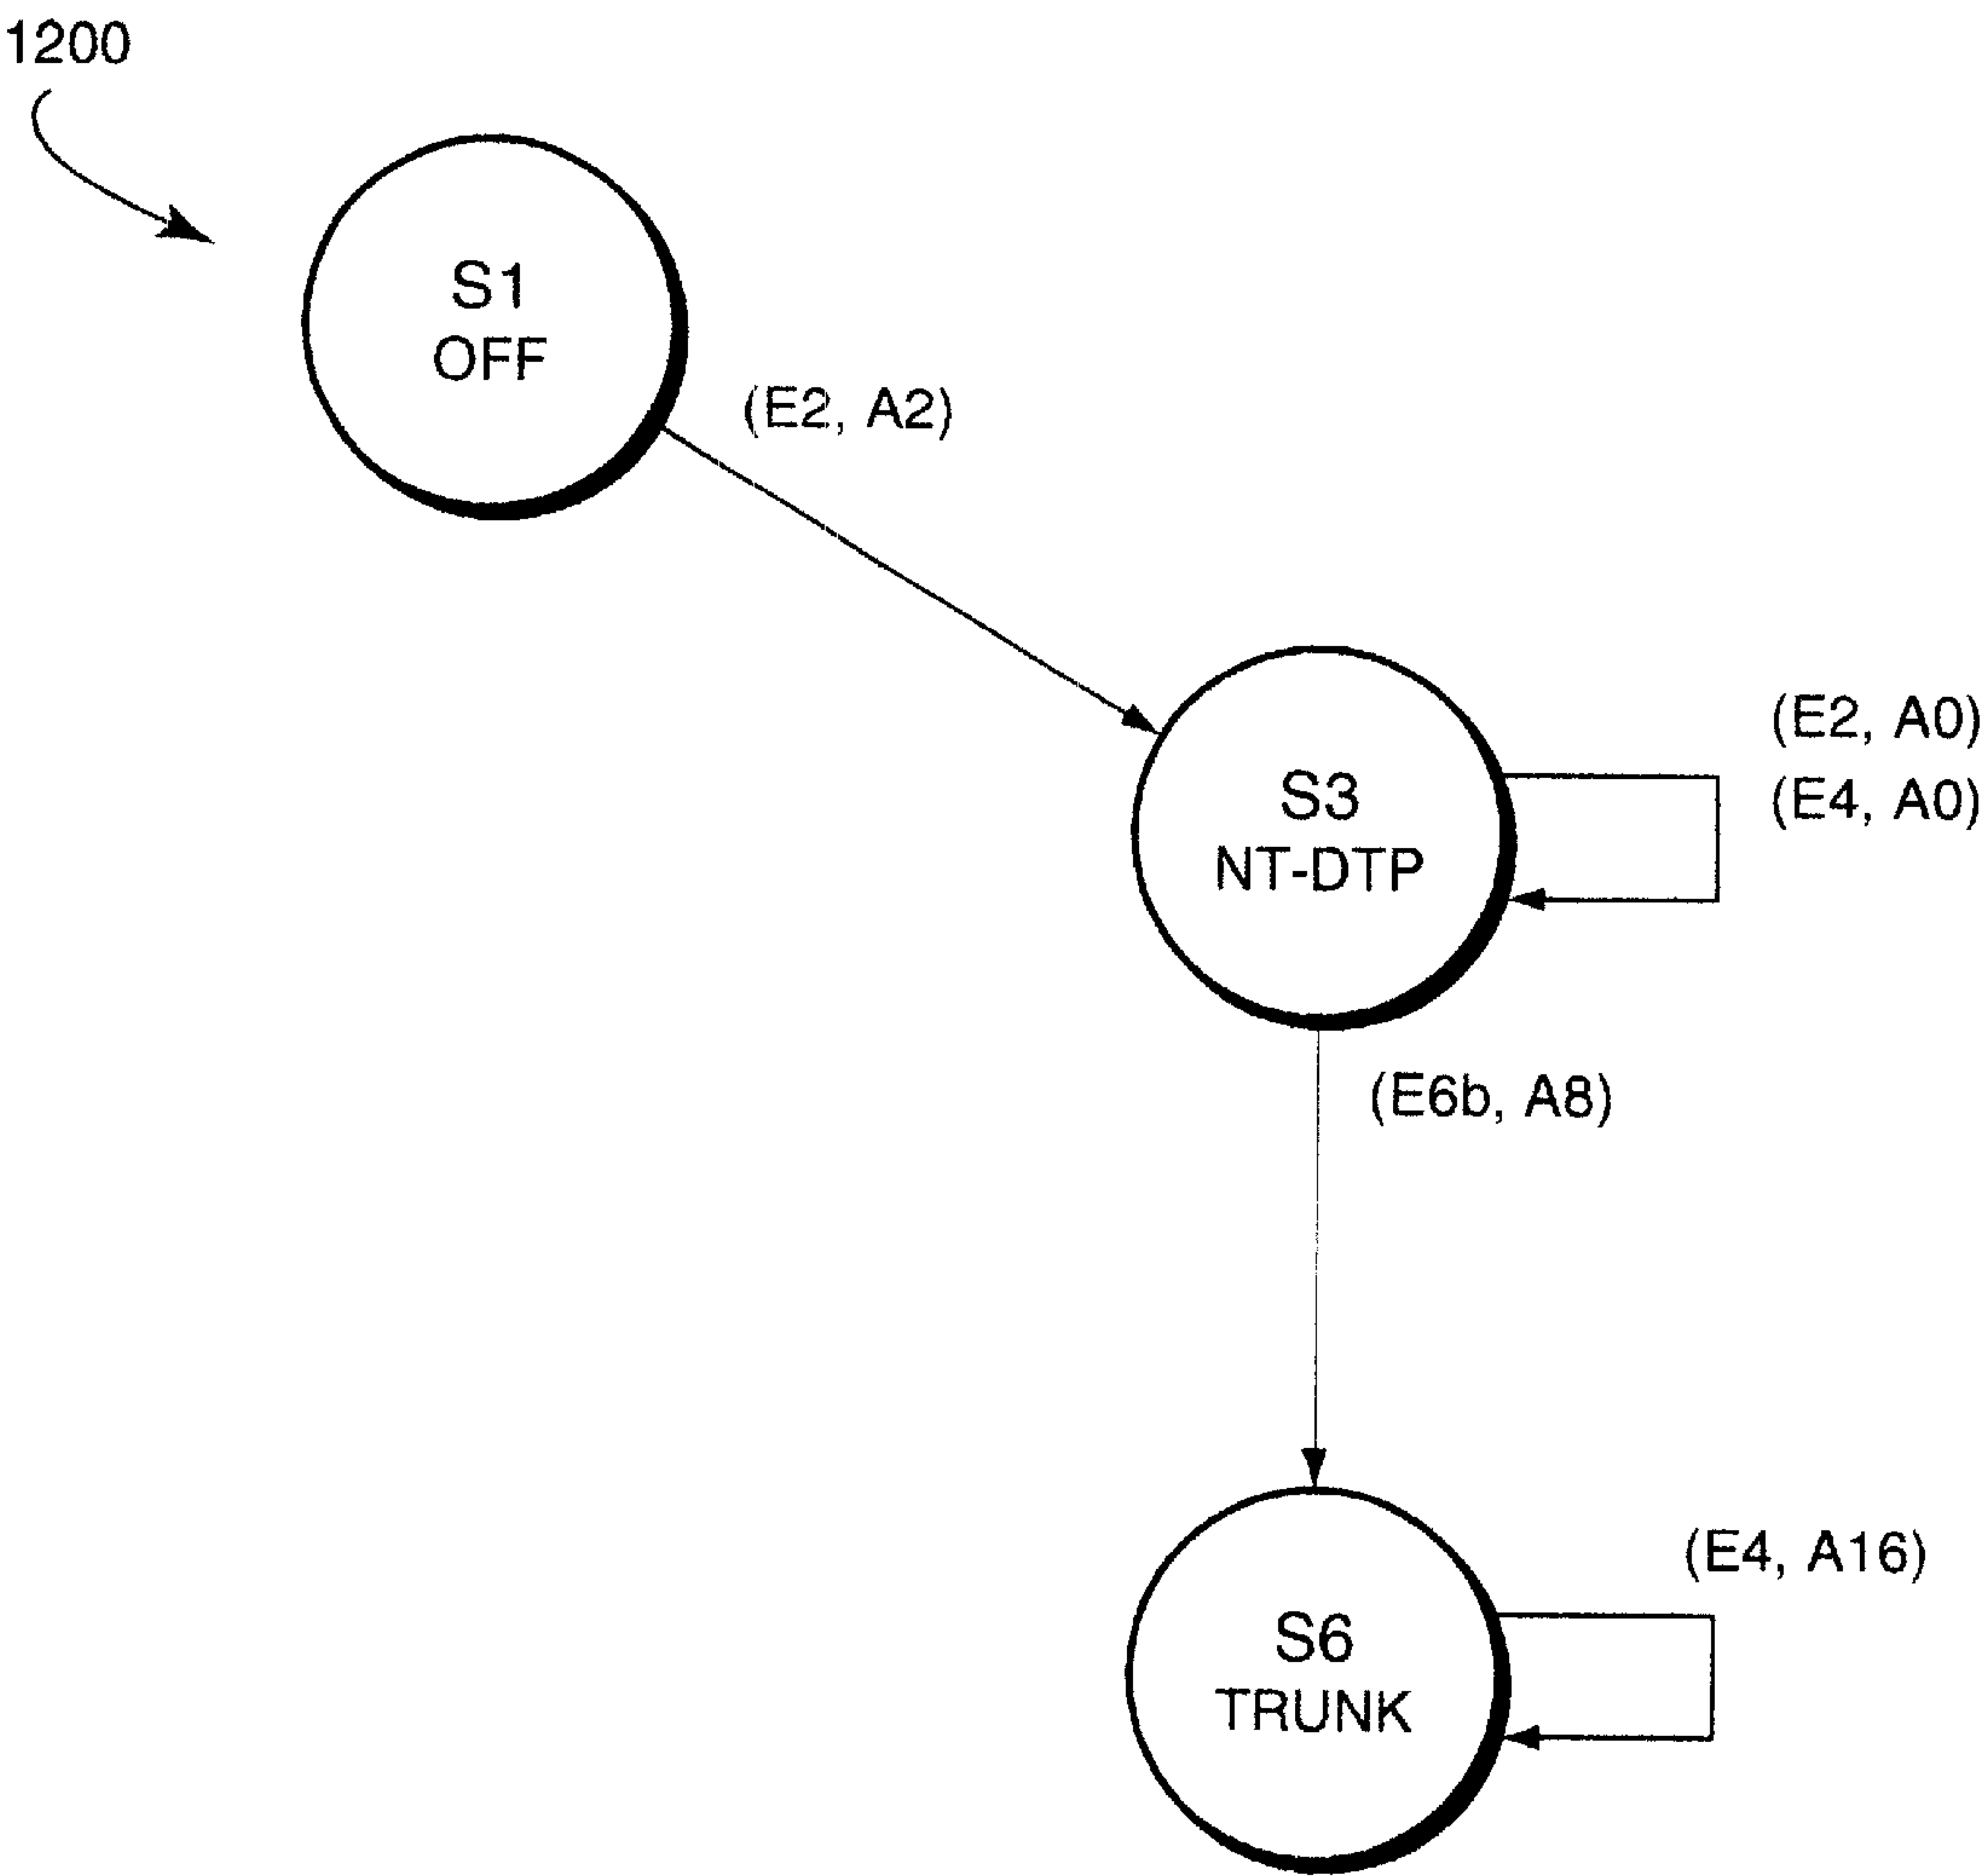 1200
S1
OFF
(E2, A2)
(E2, A0)
(E4, A0)
S3
NT-DTP
(E6b, A8)
(E4, A16)
S6
TRUNK